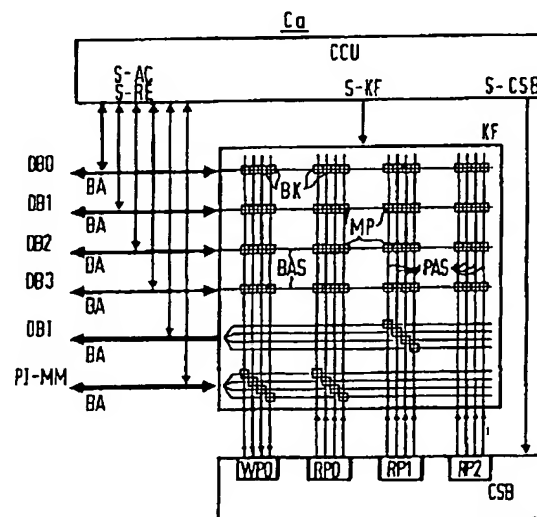 Ca
CCU
S-AC
S-RE
S-KF
S-CSB
KF
DB0
BA
BK
DB1
BA
MP
DB2
BA
BAS
PAS
DB3
BA
DBI
BA
PI-MM
BA
WP0
RP0
RP1
RP2
CSB